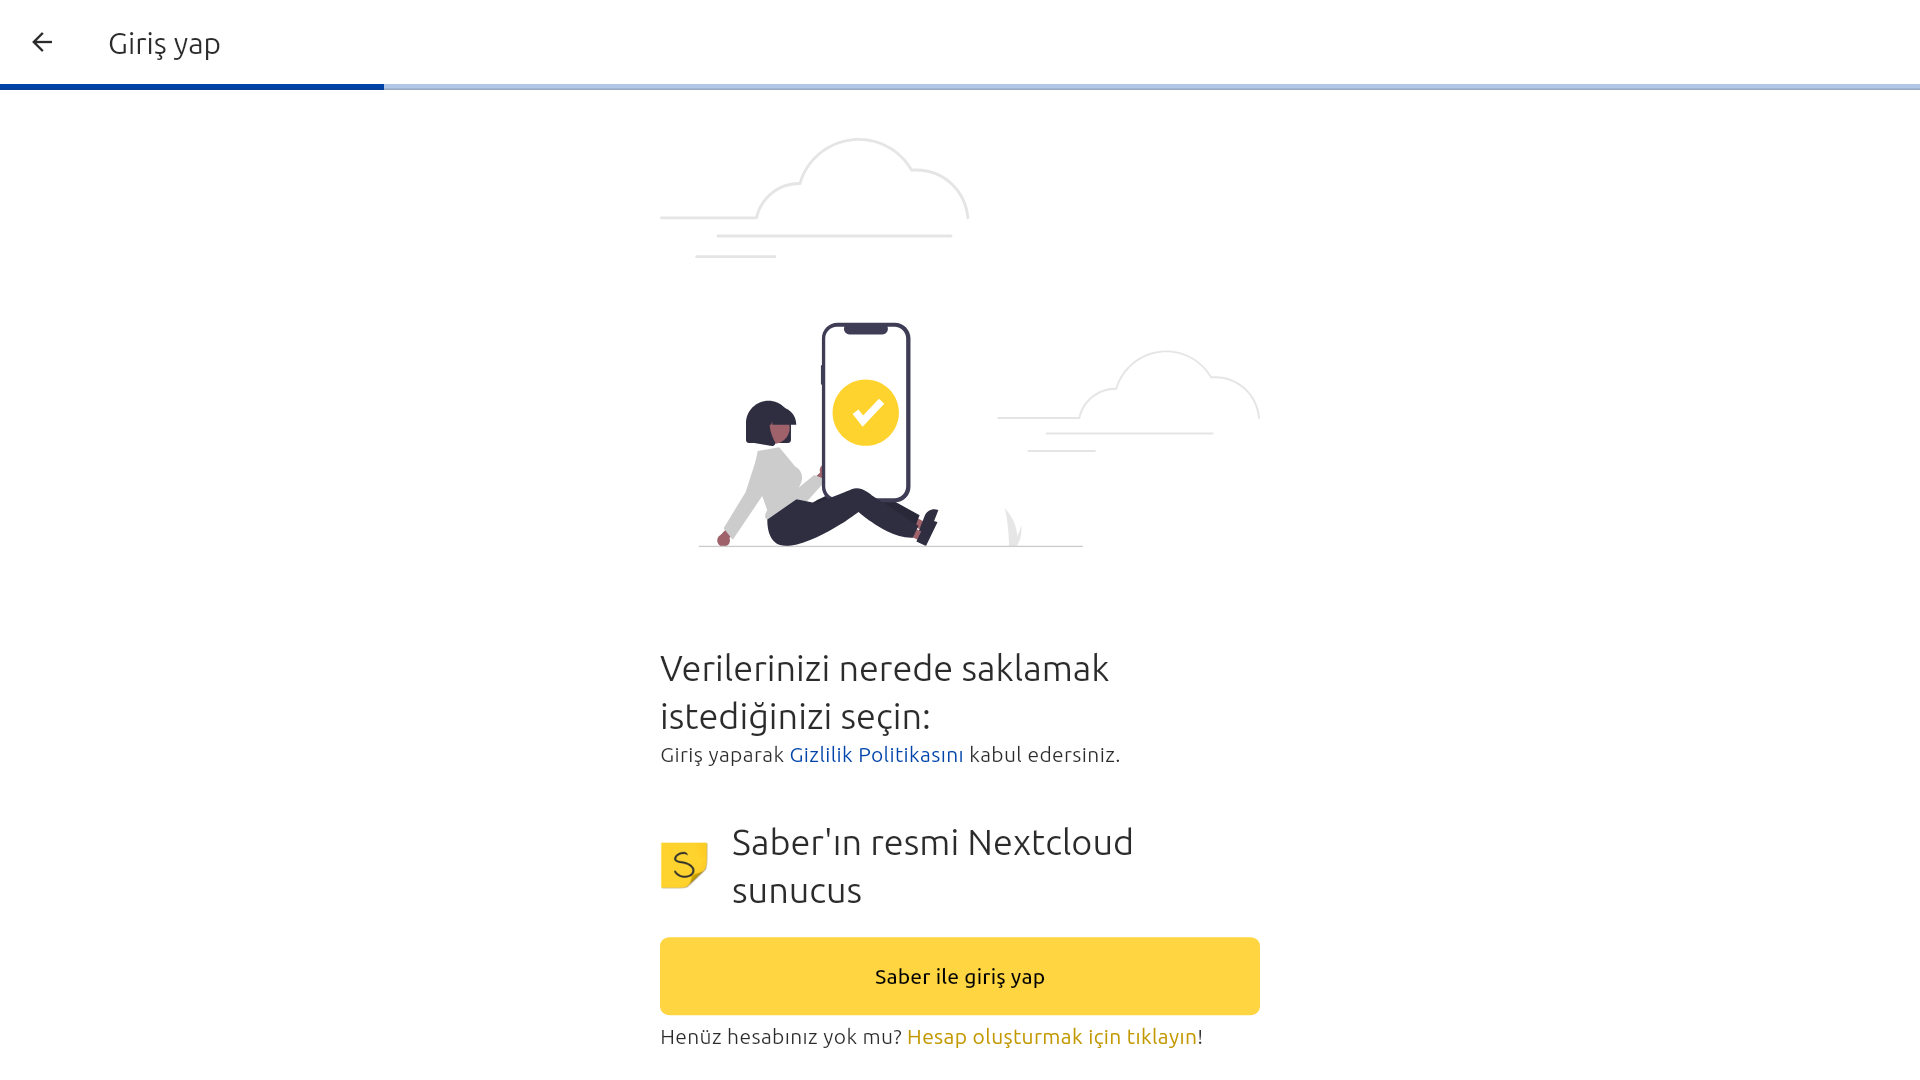 Giriş yap
Verilerinizi nerede saklamak
istediğinizi seçin:
Giriş yaparak Gizlilik Politikasını kabul edersiniz.
S
Saber'ın resmi Nextcloud
sunucus
Saber ile giriş yap
Henüz hesabınız yok mu? Hesap oluşturmak için tıklayın!